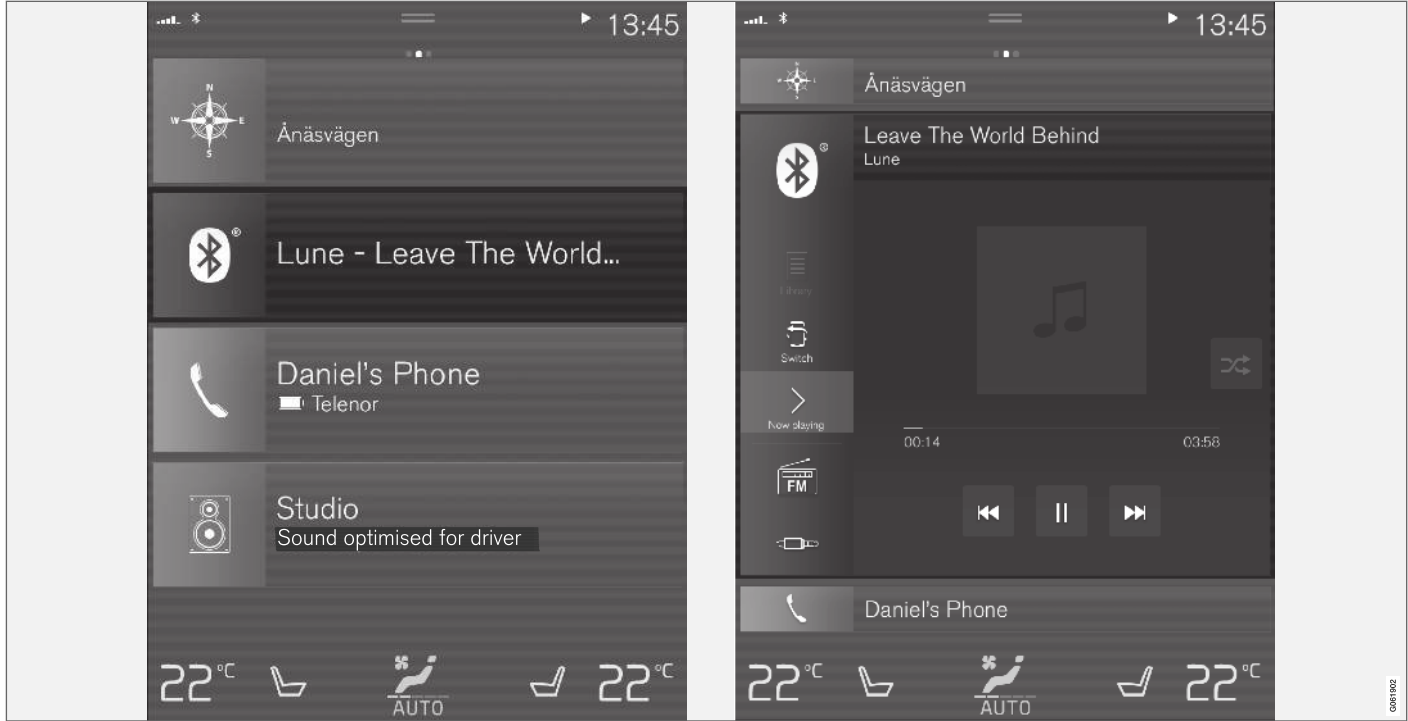 13:45
N
W E
S
Ånäsvägen
®
Lune - Leave The World...
Daniel's Phone
Telenor
Studio
Sound optimised for driver
22°C
AUTO
22°C
13:45
Ånäsvägen
®
Leave The World Behind
Lune
Library
Switch
Now playing
00:14
03:58
FM
Daniel's Phone
22°C
AUTO
22°C
G061902